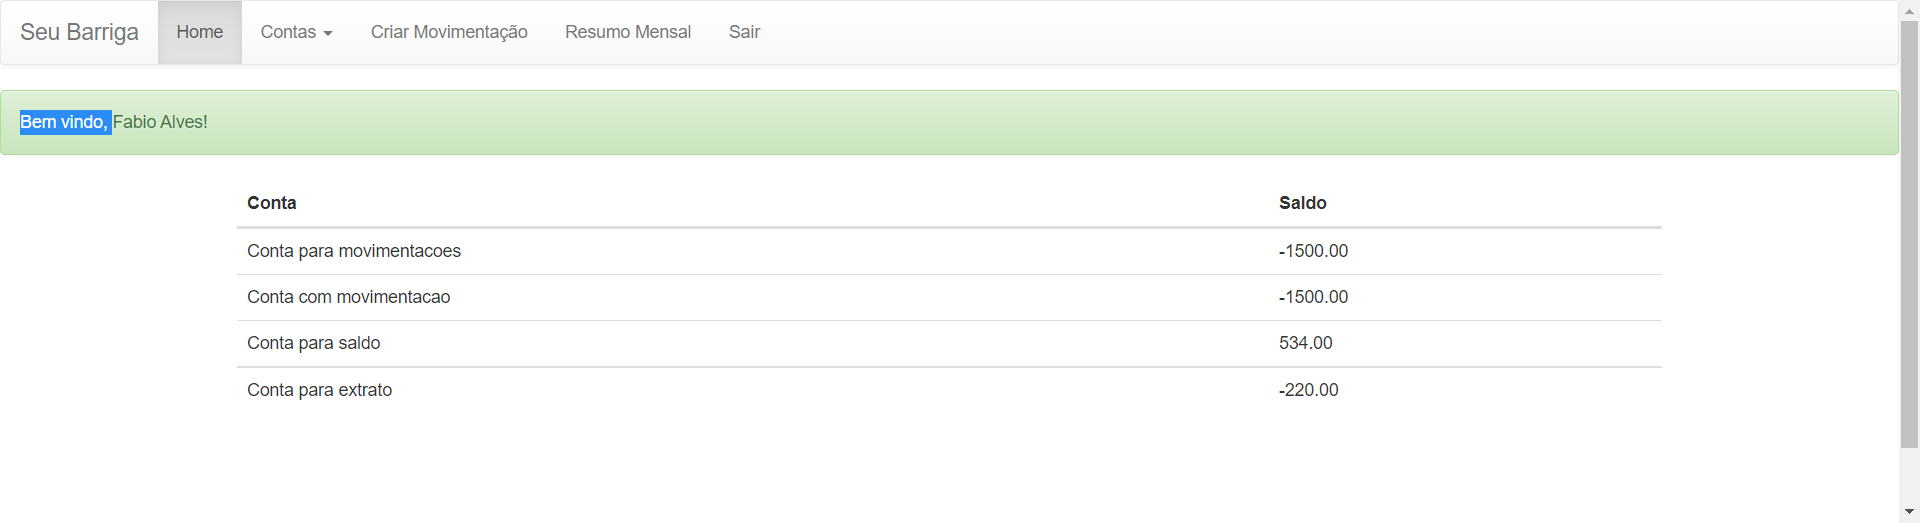 Seu Barriga Home Contas Criar Movimentação Resumo Mensal Sair
Bem vindo, Fabio Alves!
Conta Saldo
Conta para movimentacoes -1500.00
Conta com movimentacao -1500.00
Conta para saldo 534.00
Conta para extrato -220.00